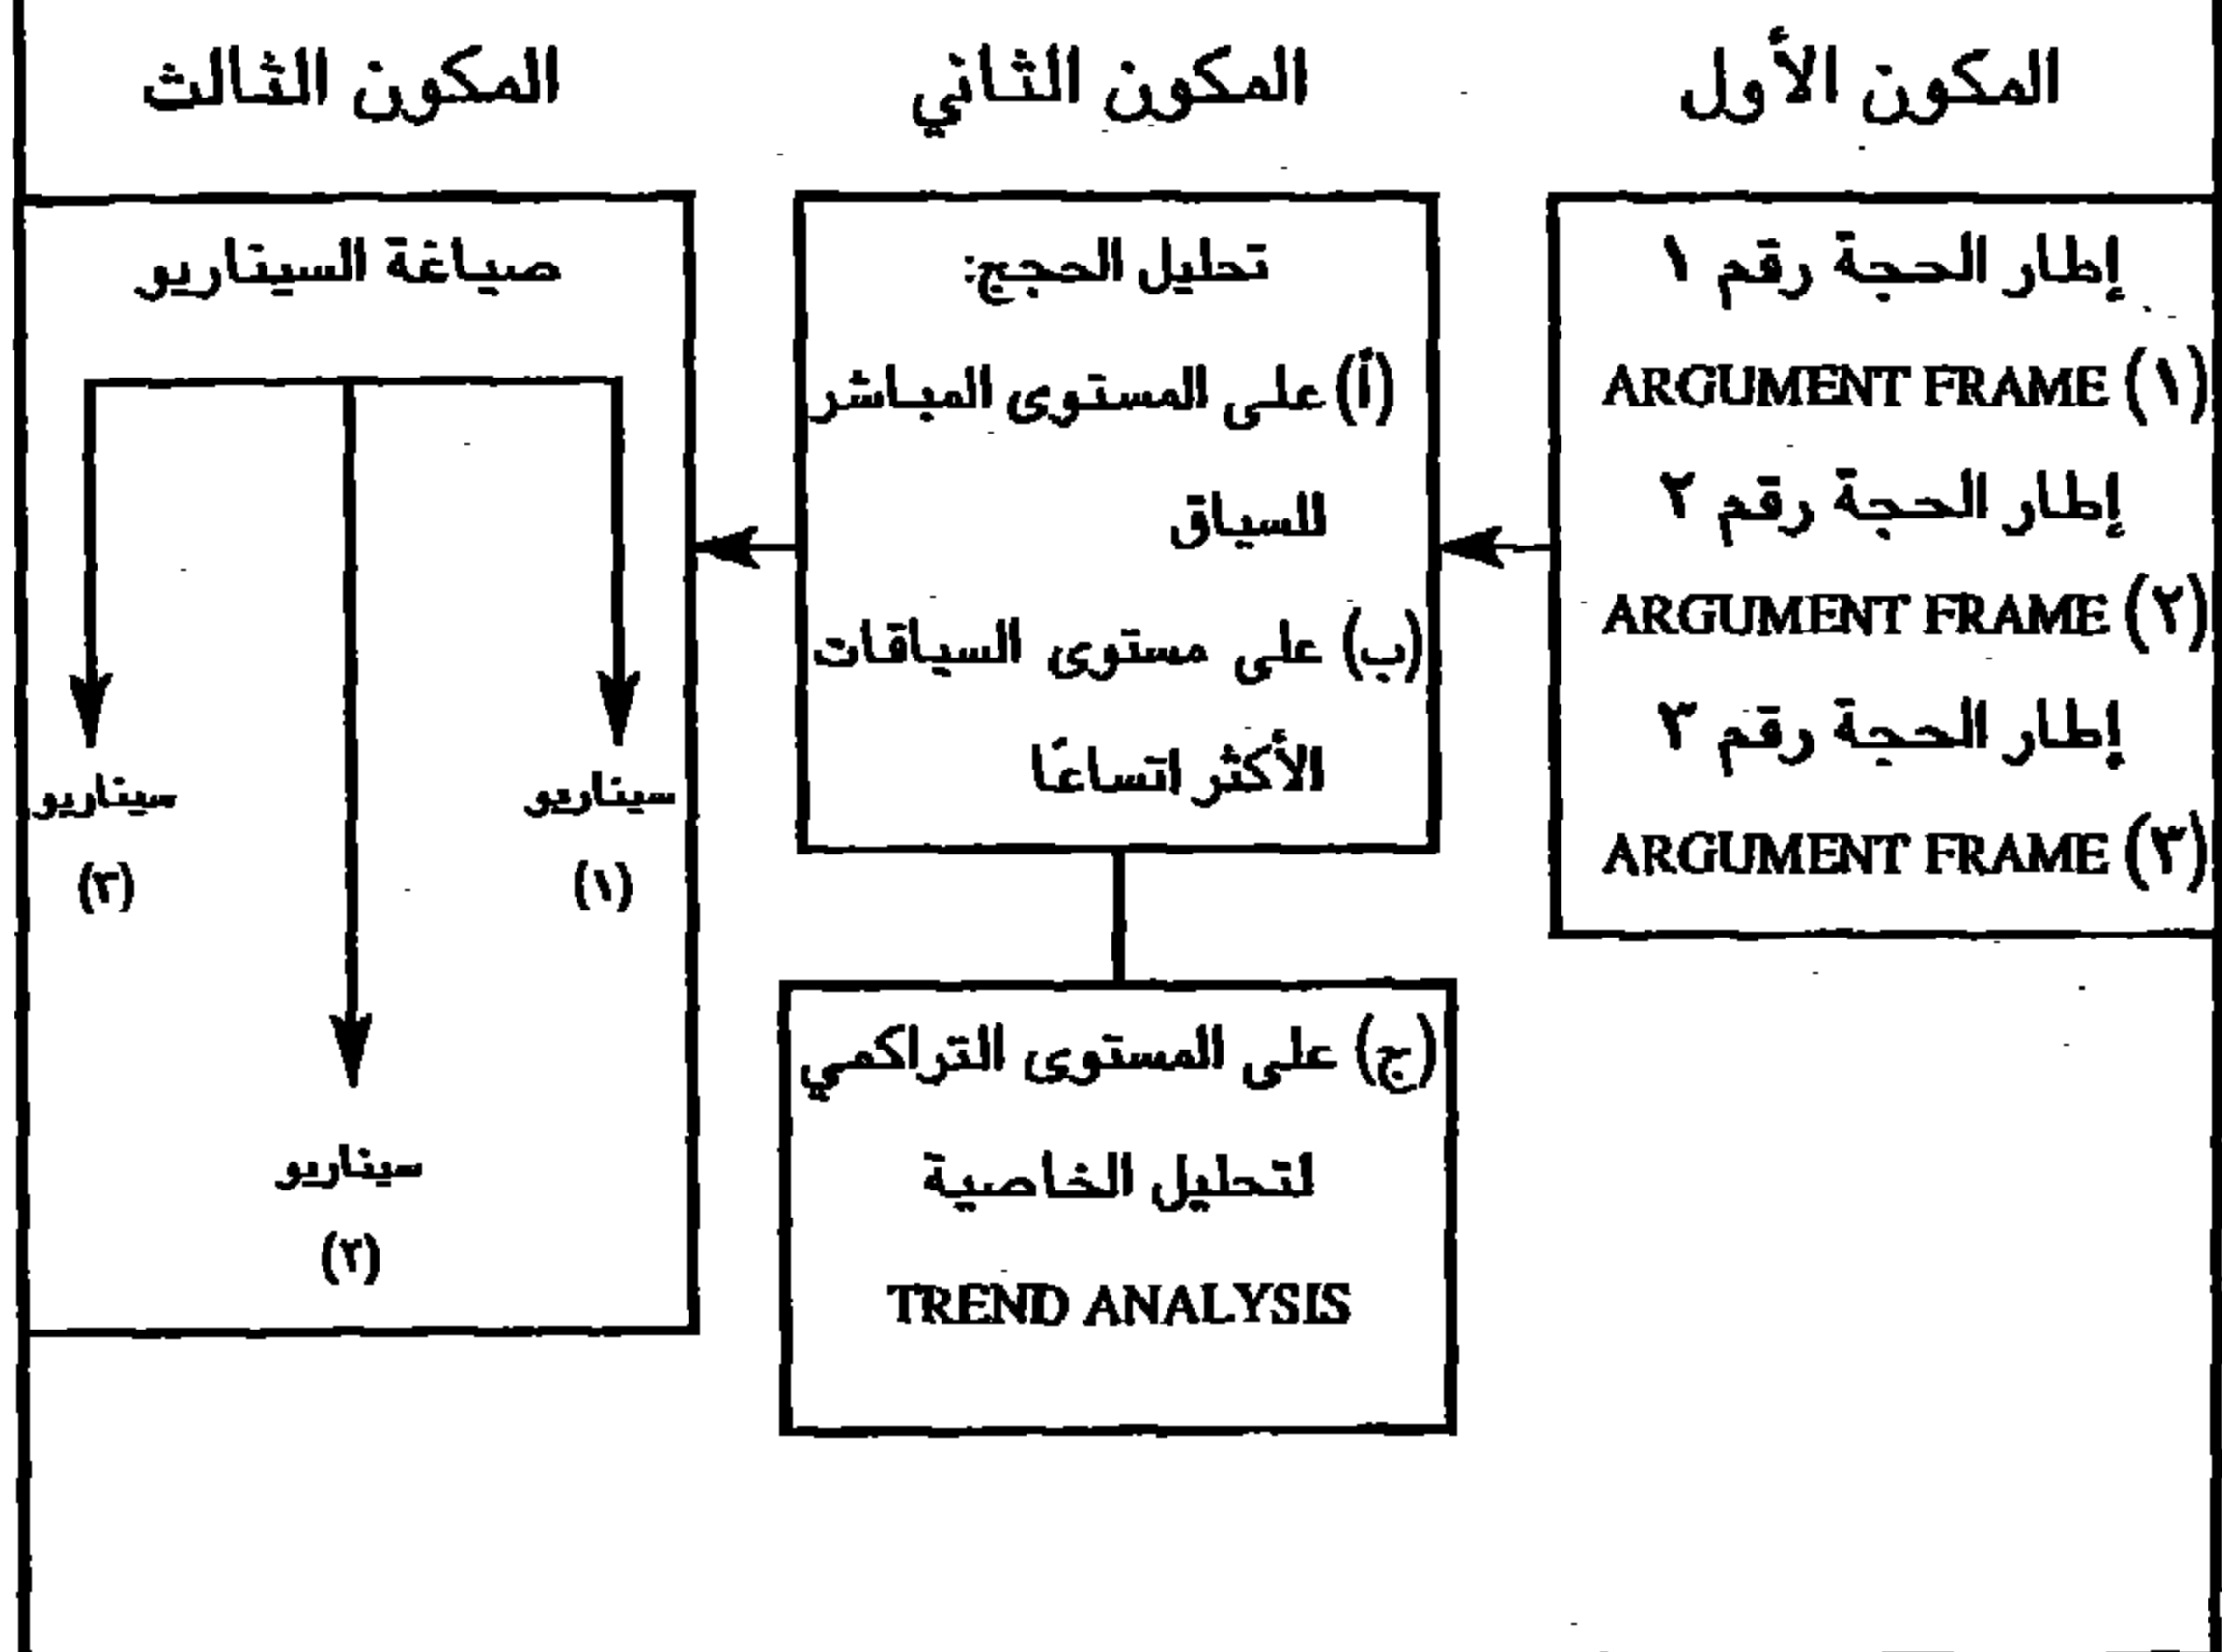 المكون الأول
إطار الحجة رقم ١
ARGUMENT FRAME (١)
إطار الحجة رقم ٢
ARGUMENT FRAME (٢)
إطار الحجة رقم ٣
ARGUMENT FRAME (٣)
المكون الثاني
تحليل الحجج:
(أ) على المستوى المباشر
للسياق
(ب) على مستوى السياقات
الأكثر اتساعًا
(ج) على المستوى التراكمي
لتحليل الخاصية
TREND ANALYSIS
المكون الثالث
صياغة السيناريو
سيناريو
(١)
سيناريو
(٢)
سيناريو
(٣)